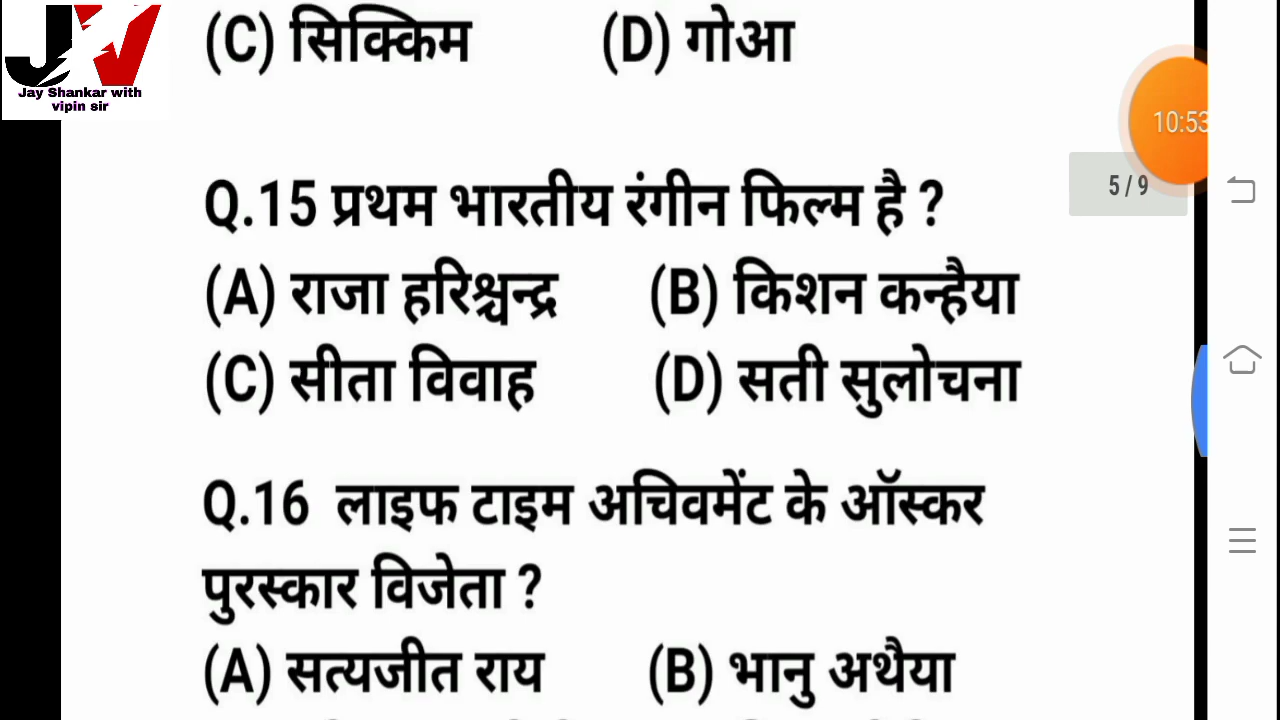 (C) सिक्किम (D) गोआ
Jay Shankar with
vipin sir
10:53
Q.15 प्रथम भारतीय रंगीन फिल्म है ?
5 / 9
(A) राजा हरिश्चन्द्र (B) किशन कन्हैया
(C) सीता विवाह (D) सती सुलोचना
Q.16 लाइफ टाइम अचिवमेंट के ऑस्कर
पुरस्कार विजेता ?
(A) सत्यजीत राय (B) भानु अथैया